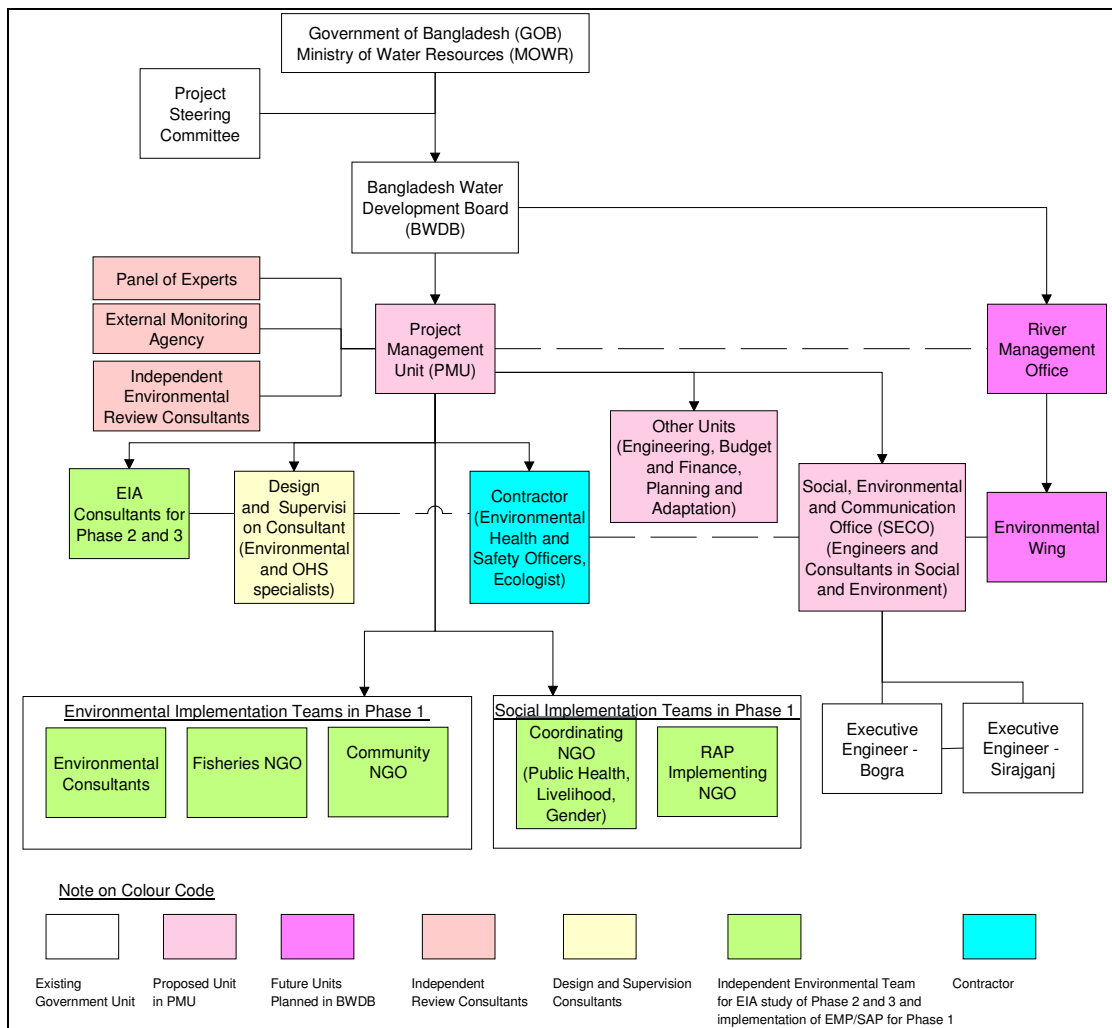 Government of Bangladesh (GOB)
Ministry of Water Resources (MOWR)
Project
Steering
Committee
Bangladesh Water
Development Board
(BWDB)
Panel of Experts
External Monitoring
Agency
Independent
Environmental
Review Consultants
Project
Management
Unit (PMU)
River
Management
Office
Other Units
(Engineering, Budget
and Finance,
Planning and
Adaptation)
EIA
Consultants for
Phase 2 and 3
Design
and Supervisi
on Consultant
(Environmental
and OHS
specialists)
Contractor
(Environmental
Health and
Safety Officers,
Ecologist)
Social, Environmental
and Communication
Office (SECO)
(Engineers and
Consultants in Social
and Environment)
Environmental
Wing
Environmental Implementation Teams in Phase 1
Environmental
Consultants
Fisheries NGO
Community
NGO
Social Implementation Teams in Phase 1
Coordinating
NGO
(Public Health,
Livelihood,
Gender)
RAP
Implementing
NGO
Executive
Engineer -
Bogra
Executive
Engineer -
Sirajganj
Note on Colour Code
Existing
Government Unit
Proposed Unit
in PMU
Future Units
Planned in BWDB
Independent
Review Consultants
Design and Supervision
Consultants
Independent Environmental Team
for EIA study of Phase 2 and 3 and
implementation of EMP/SAP for Phase 1
Contractor